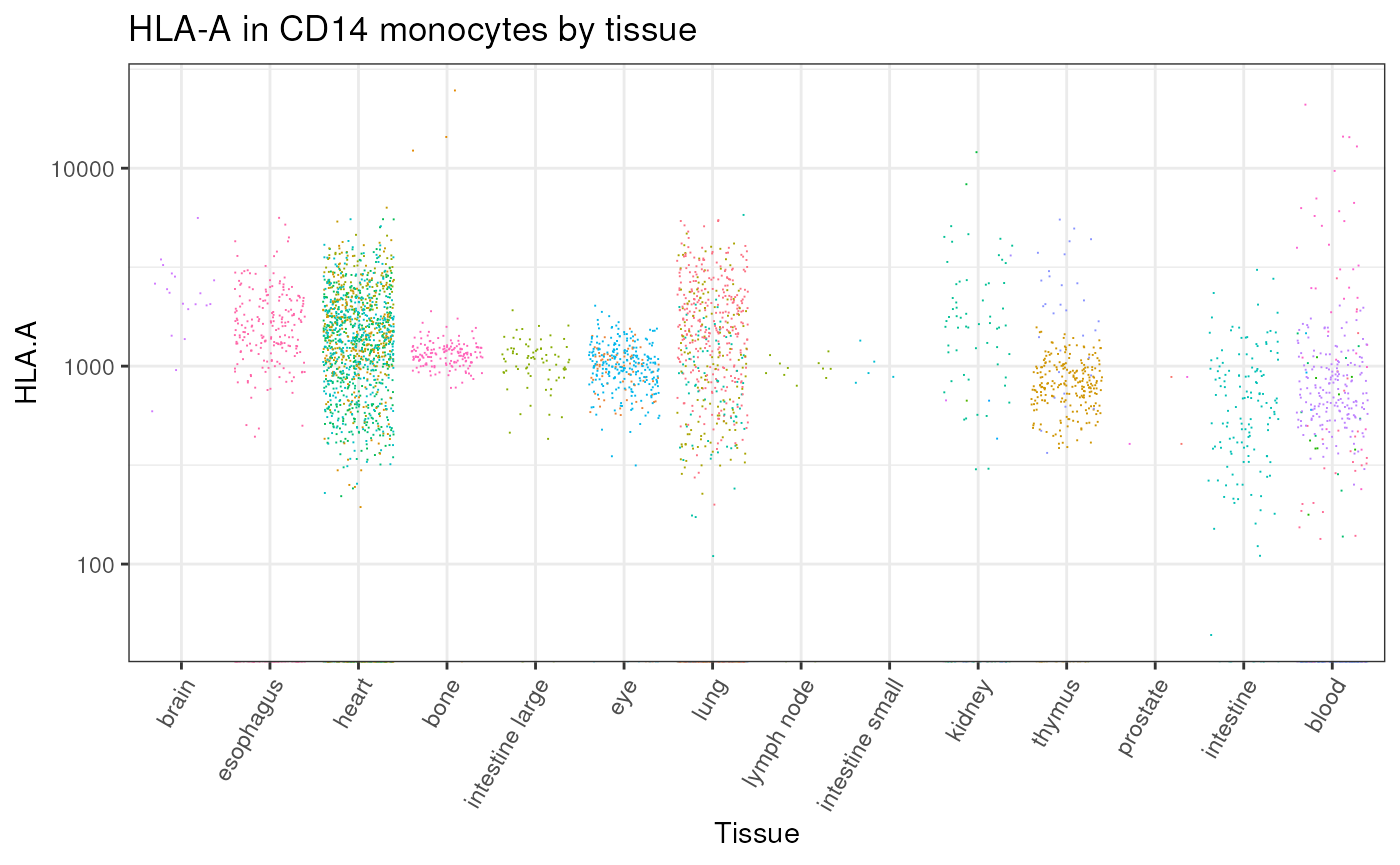 HLA-A in CD14 monocytes by tissue
HLA.A
10000
1000
100
brain
esophagus
heart
bone
intestine large
eye
lung
lymph node
intestine small
kidney
thymus
prostate
intestine
blood
Tissue